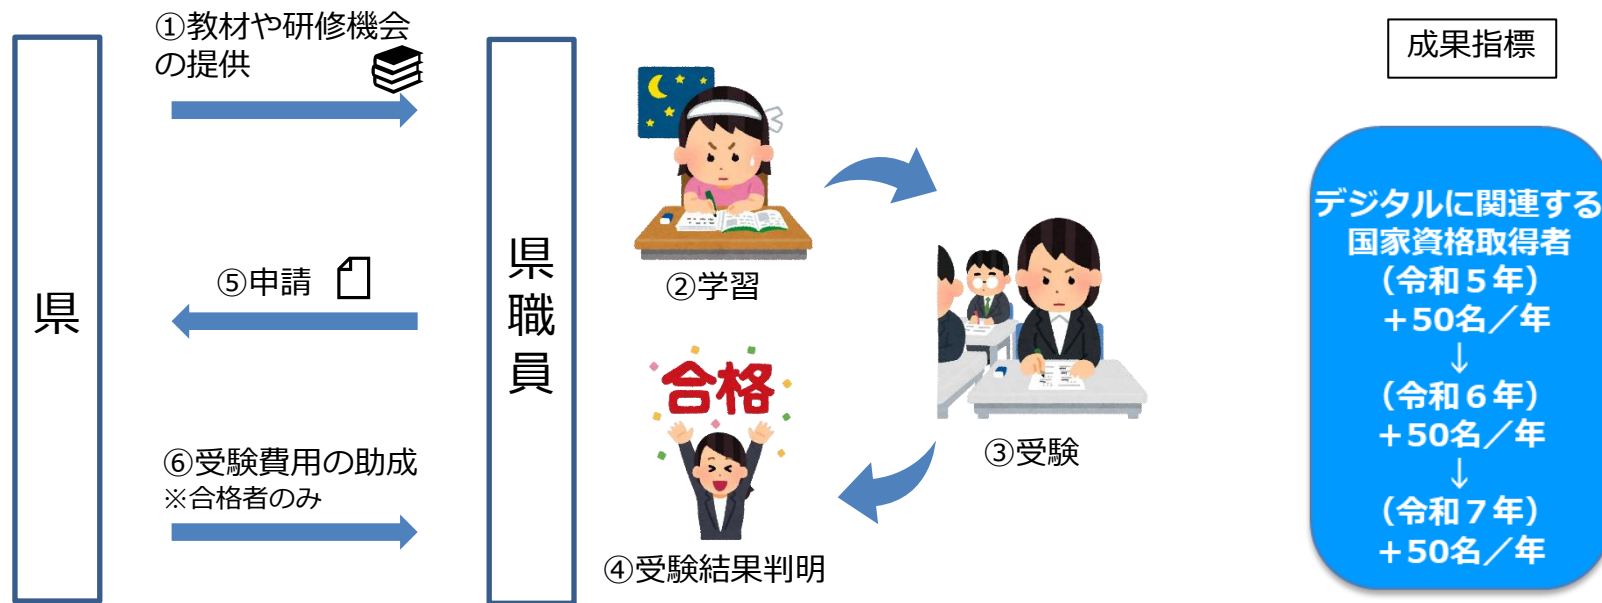 ①教材や研修機会
の提供
県
県職員
⑤申請
⑥受験費用の助成
※合格者のみ
②学習
③受験
合格
④受験結果判明
成果指標
デジタルに関連する
国家資格取得者
（令和５年）
＋50名／年
↓
（令和６年）
＋50名／年
↓
（令和７年）
＋50名／年